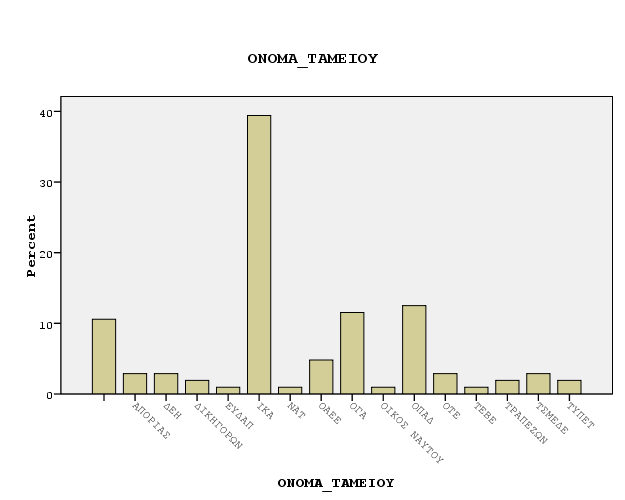 ΟΝΟΜΑ_ΤΑΜΕΙΟΥ
40
30
20
10
0
Percent
ΑΠΟΡΙΑΣ
ΔΕΗ
ΔΙΚΗΓΟΡΩΝ
ΕΥΔΑΠ
ΙΚΑ
ΝΑΤ
ΟΑΕΕ
ΟΓΑ
ΟΙΚΟΣ ΝΑΥΤΟΥ
ΟΠΑΔ
ΟΤΕ
ΤΕΒΕ
ΤΡΑΠΕΖΩΝ
ΤΣΜΕΔΕ
ΤΥΠΕΤ
ΟΝΟΜΑ_ΤΑΜΕΙΟΥ